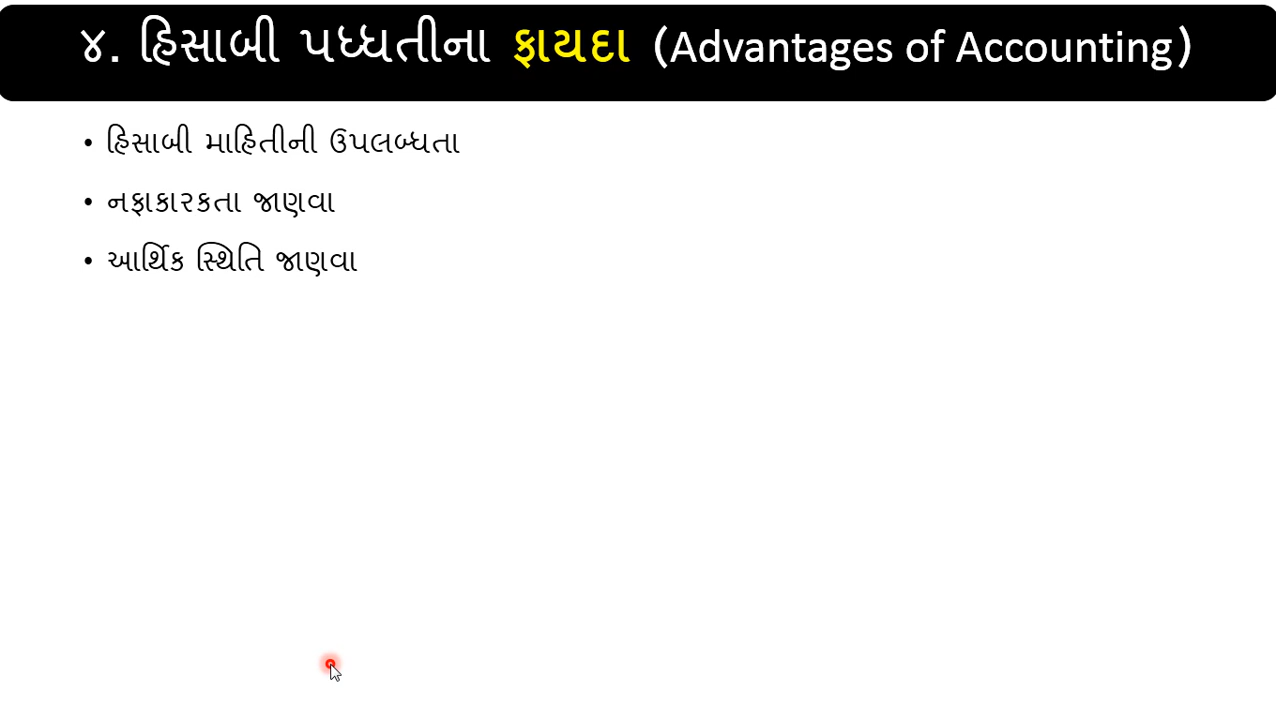 ૪. હિસાબી પધ્ધતીના ફાયદા (Advantages of Accounting)
• હિસાબી માહિતીની ઉપલબ્ધતા
• નફાકારકતા જાણવા
• આર્થિક સ્થિતિ જાણવા